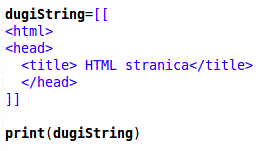 dugiString=[[
<html>
<head>
  <title> HTML stranica</title>
  </head>
]]
print(dugiString)